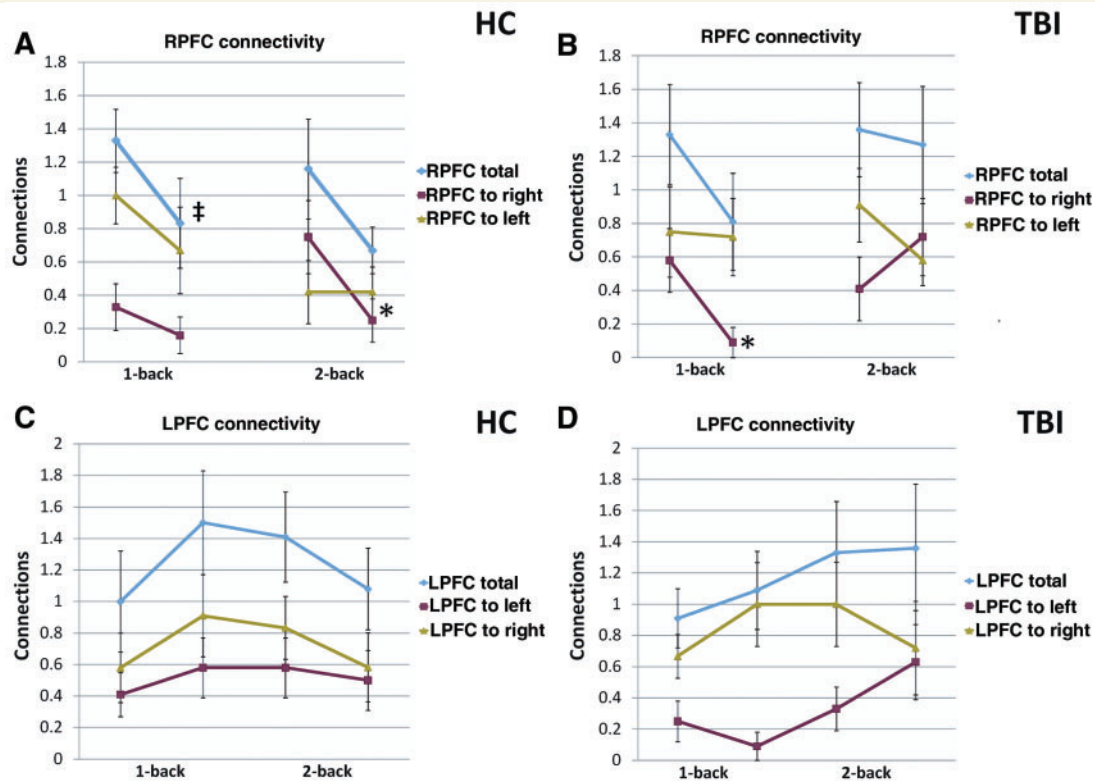 A
RPFC connectivity
HC
1.8
1.6
1.4
1.2
1
0.8
0.6
0.4
0.2
0
Connections
‡
*
1-back
2-back
RPFC total
RPFC to right
RPFC to left
B
RPFC connectivity
TBI
1.8
1.6
1.4
1.2
1
0.8
0.6
0.4
0.2
0
Connections
*
1-back
2-back
RPFC total
RPFC to right
RPFC to left
C
LPFC connectivity
HC
2
1.8
1.6
1.4
1.2
1
0.8
0.6
0.4
0.2
0
Connections
1-back
2-back
LPFC total
LPFC to left
LPFC to right
D
LPFC connectivity
TBI
2
1.8
1.6
1.4
1.2
1
0.8
0.6
0.4
0.2
0
Connections
1-back
2-back
LPFC total
LPFC to left
LPFC to right